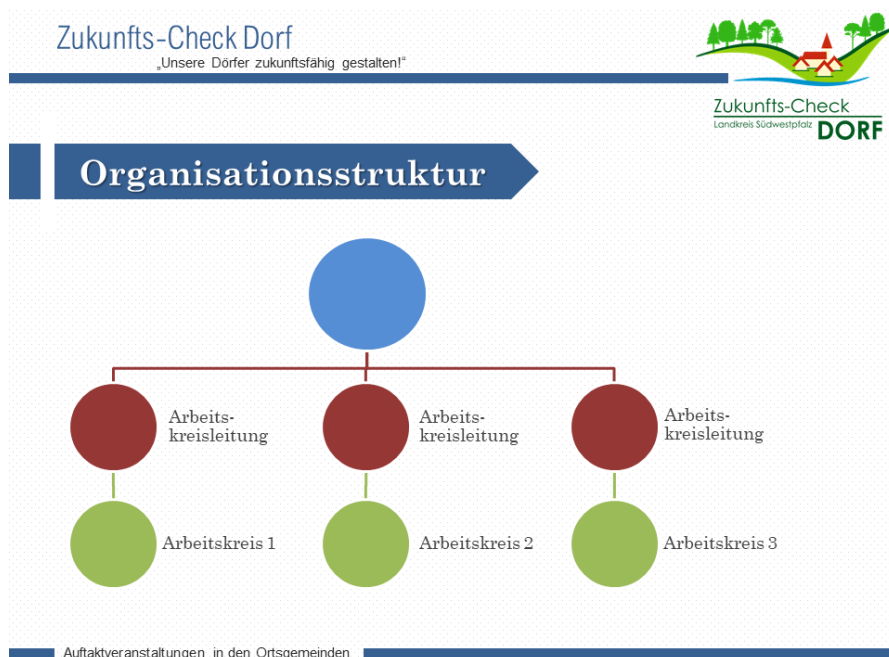 Zukunfts-Check Dorf
„Unsere Dörfer zukunftsfähig gestalten!“
Zukunfts-Check
Landkreis Südwestpfalz DORF
Organisationsstruktur
Arbeits-
kreisleitung
Arbeits-
kreisleitung
Arbeits-
kreisleitung
Arbeitskreis 1
Arbeitskreis 2
Arbeitskreis 3
Auftaktveranstaltungen in den Ortsgemeinden